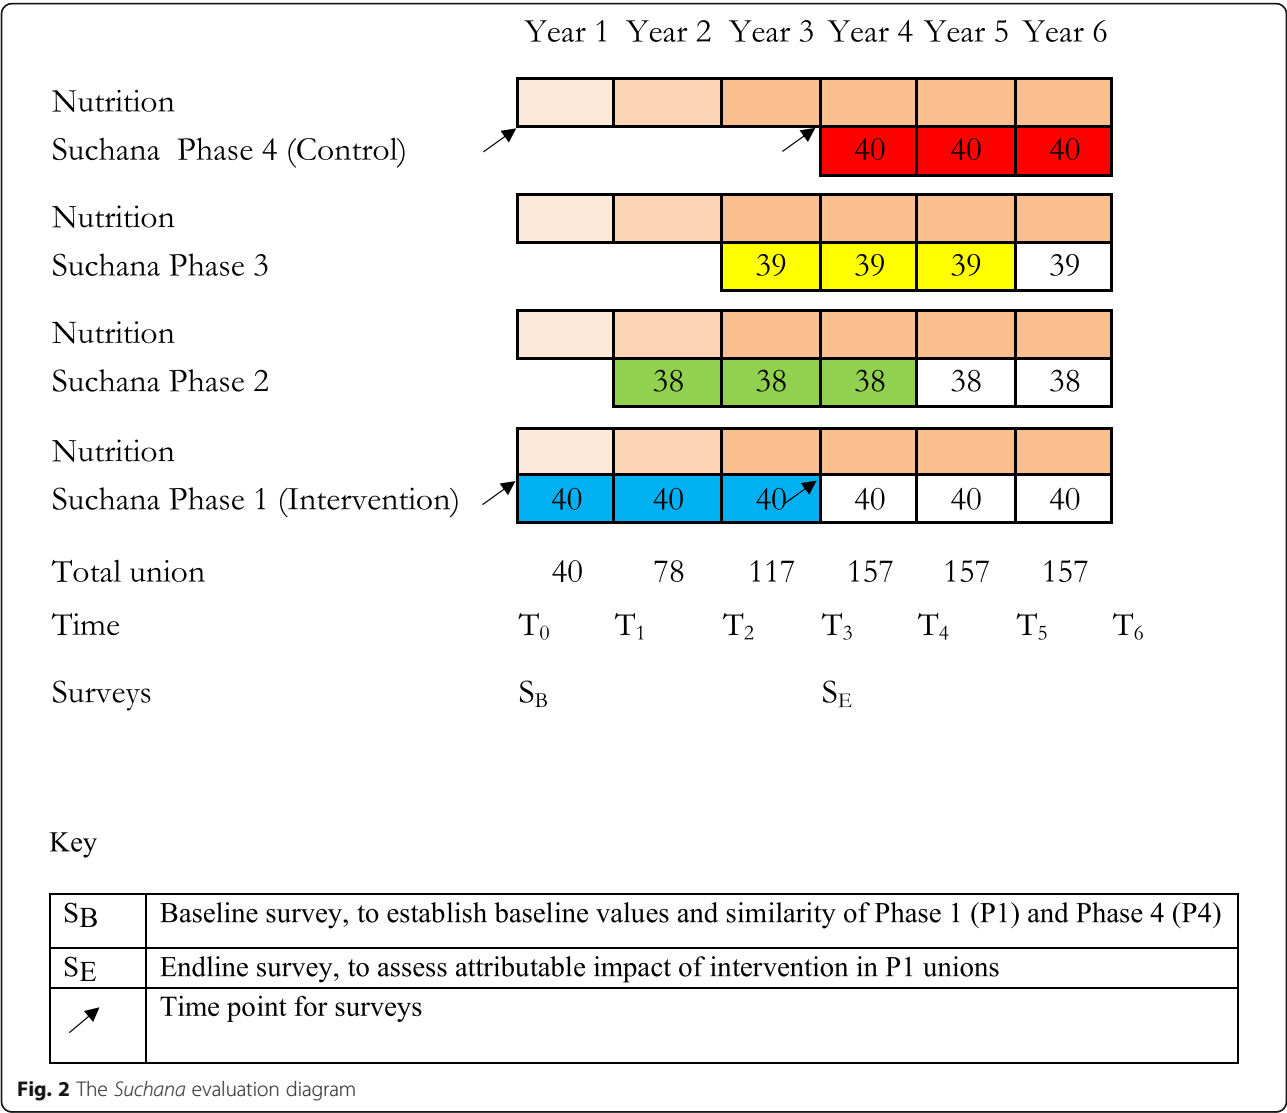 Year 1 Year 2 Year 3 Year 4 Year 5 Year 6
Nutrition
Suchana Phase 4 (Control) 40 40 40
Nutrition
Suchana Phase 3 39 39 39 39
Nutrition
Suchana Phase 2 38 38 38 38 38
Nutrition
Suchana Phase 1 (Intervention) 40 40 40 40 40 40
Total union 40 78 117 157 157 157
Time T0 T1 T2 T3 T4 T5 T6
Surveys SB SE
Key
SB Baseline survey, to establish baseline values and similarity of Phase 1 (P1) and Phase 4 (P4)
SE Endline survey, to assess attributable impact of intervention in P1 unions
Time point for surveys
Fig. 2 The Suchana evaluation diagram